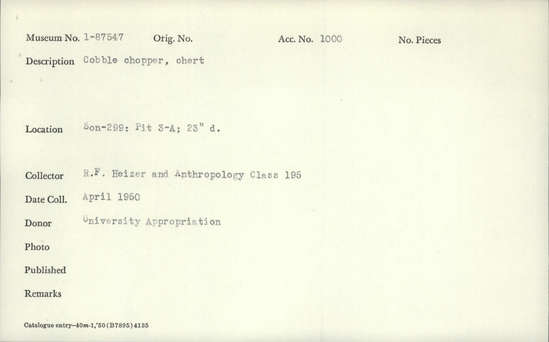 Museum No. 1-87547 Orig. No. Acc. No. 1000 No. Pieces
Description Cobble chopper, chert
Location Son-299: Pit 3-A; 23" d.
Collector R.F. Heizer and Anthropology Class 195
Date Coll. April 1950
Donor University Appropriation
Photo
Published
Remarks
Catalogue entry—40m-1,'50(B7895)4135